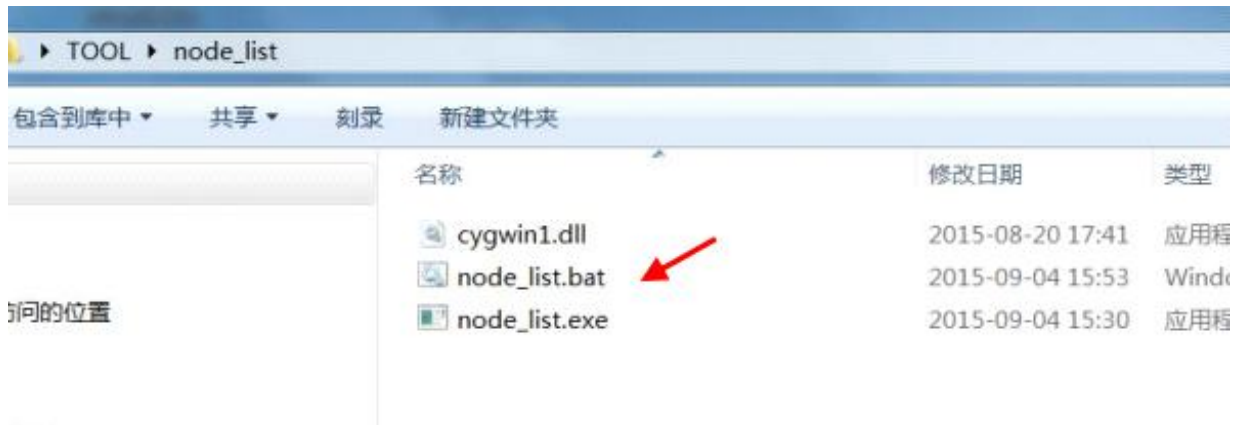 TOOL ▸ node_list
包含到库中 共享 刻录 新建文件夹
名称 修改日期 类型
cygwin1.dll 2015-08-20 17:41 应用程
node_list.bat 2015-09-04 15:53 Windo
node_list.exe 2015-09-04 15:30 应用程
访问的位置